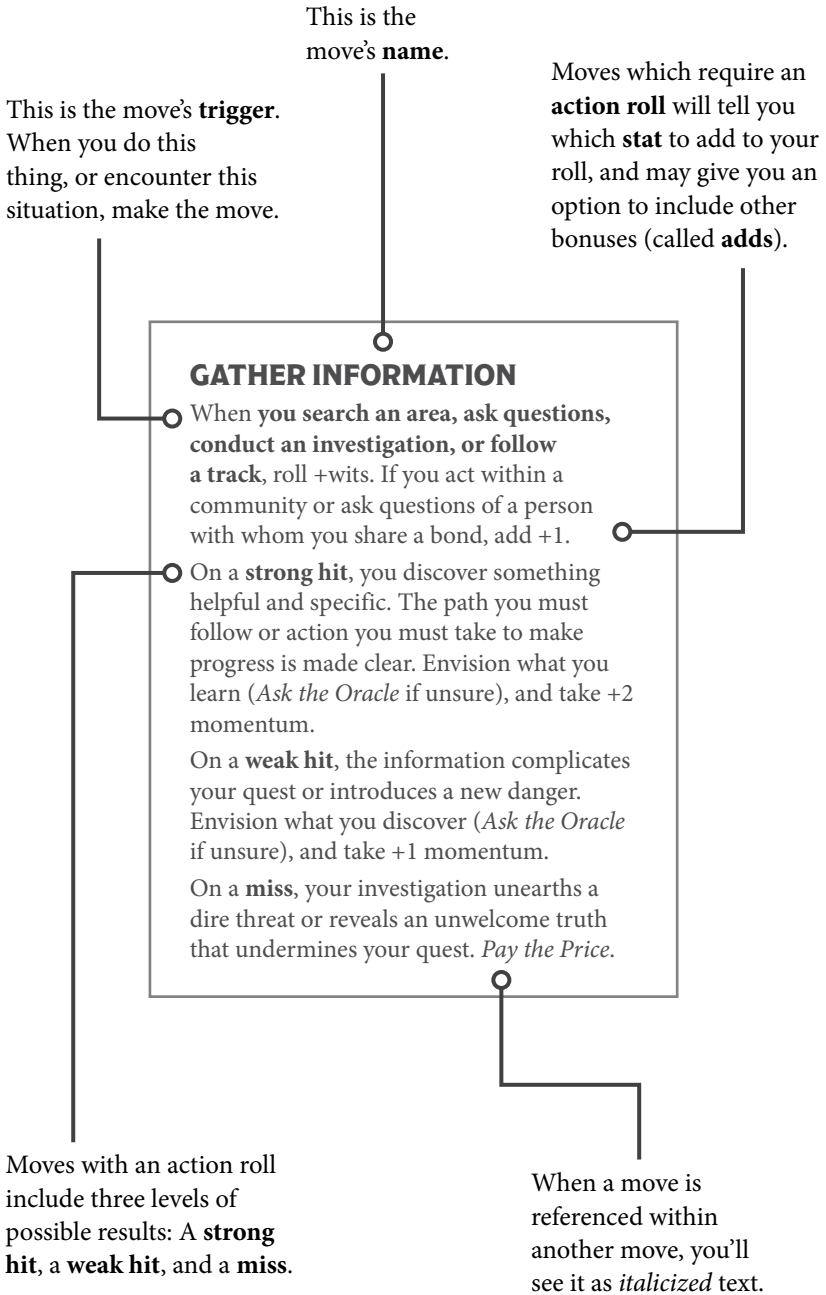 This is the
move's name.
This is the move's trigger.
When you do this
thing, or encounter this
situation, make the move.
Moves which require an
action roll will tell you
which stat to add to your
roll, and may give you an
option to include other
bonuses (called adds).
GATHER INFORMATION
When you search an area, ask questions,
conduct an investigation, or follow
a track, roll +wits. If you act within a
community or ask questions of a person
with whom you share a bond, add +1.
On a strong hit, you discover something
helpful and specific. The path you must
follow or action you must take to make
progress is made clear. Envision what you
learn (Ask the Oracle if unsure), and take +2
momentum.
On a weak hit, the information complicates
your quest or introduces a new danger.
Envision what you discover (Ask the Oracle
if unsure), and take +1 momentum.
On a miss, your investigation unearths a
dire threat or reveals an unwelcome truth
that undermines your quest. Pay the Price.
Moves with an action roll
include three levels of
possible results: A strong
hit, a weak hit, and a miss.
When a move is
referenced within
another move, you'll
see it as italicized text.